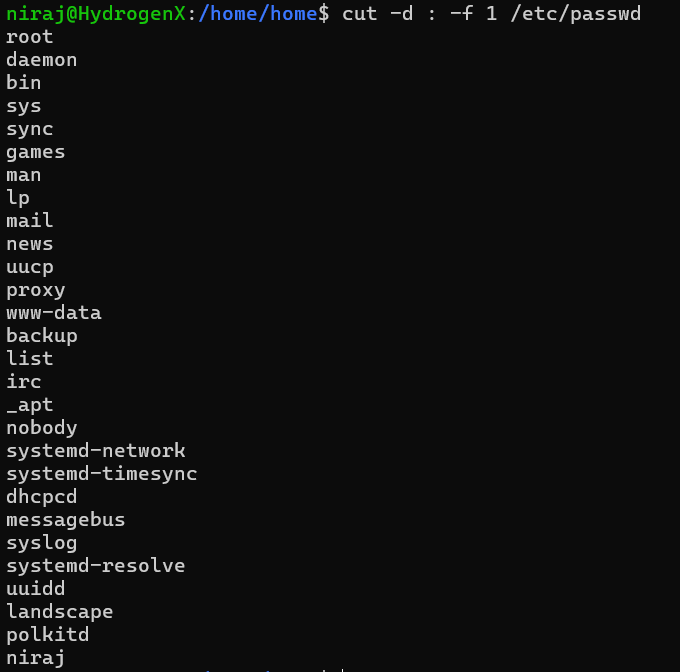 niraj@HydrogenX:/home/home$ cut -d : -f 1 /etc/passwd
root
daemon
bin
sys
sync
games
man
lp
mail
news
uucp
proxy
www-data
backup
list
irc
_apt
nobody
systemd-network
systemd-timesync
dhcpcd
messagebus
syslog
systemd-resolve
uuidd
landscape
polkitd
niraj